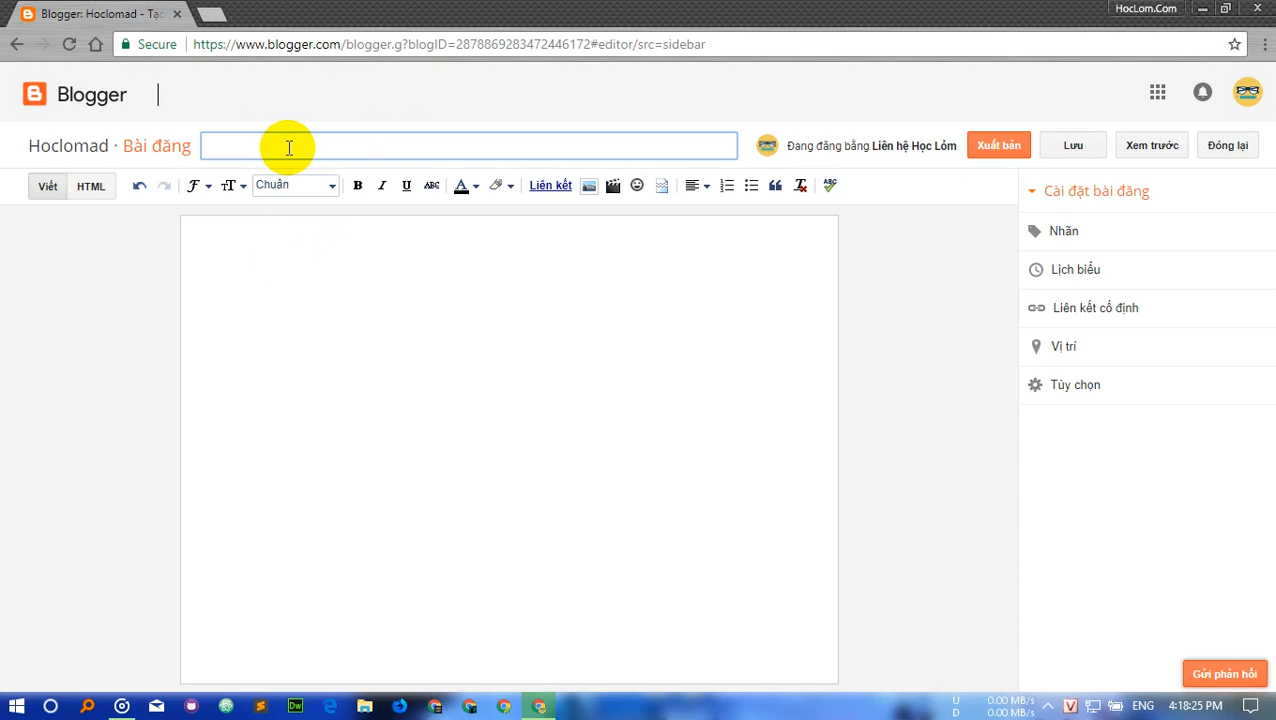 Blogger: Hoclomad - Tạc
HocLom.Com
Secure
https://www.blogger.com/blogger.g?blogID=2878869283472446172#editor/src=sidebar
Blogger
Hoclomad · Bài đăng
Đang đăng bằng Liên hệ Học Lỏm
Xuất bản
Lưu
Xem trước
Đóng lại
Viết
HTML
Chuẩn
B
I
U
ABC
A
Liên kết
Cài đặt bài đăng
Nhãn
Lịch biểu
Liên kết cố định
Vị trí
Tùy chọn
Gửi phản hồi
U 0.00 MB/s
D 0.00 MB/s
ENG
4:18:25 PM